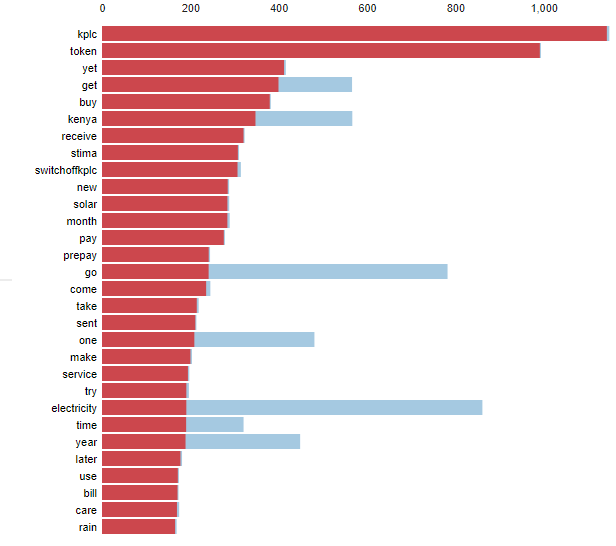 0 200 400 600 800 1,000
kplc
token
yet
get
buy
kenya
receive
stima
switchoffkplc
new
solar
month
pay
prepay
go
come
take
sent
one
make
service
try
electricity
time
year
later
use
bill
care
rain